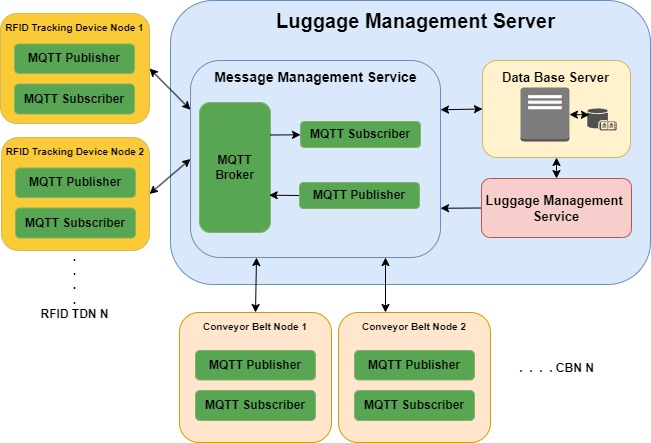 Luggage Management Server
RFID Tracking Device Node 1
MQTT Publisher
MQTT Subscriber
RFID Tracking Device Node 2
MQTT Publisher
MQTT Subscriber
RFID TDN N
Message Management Service
MQTT
Broker
MQTT Subscriber
MQTT Publisher
Data Base Server
Luggage Management
Service
Conveyor Belt Node 1
MQTT Publisher
MQTT Subscriber
Conveyor Belt Node 2
MQTT Publisher
MQTT Subscriber
. . . . CBN N